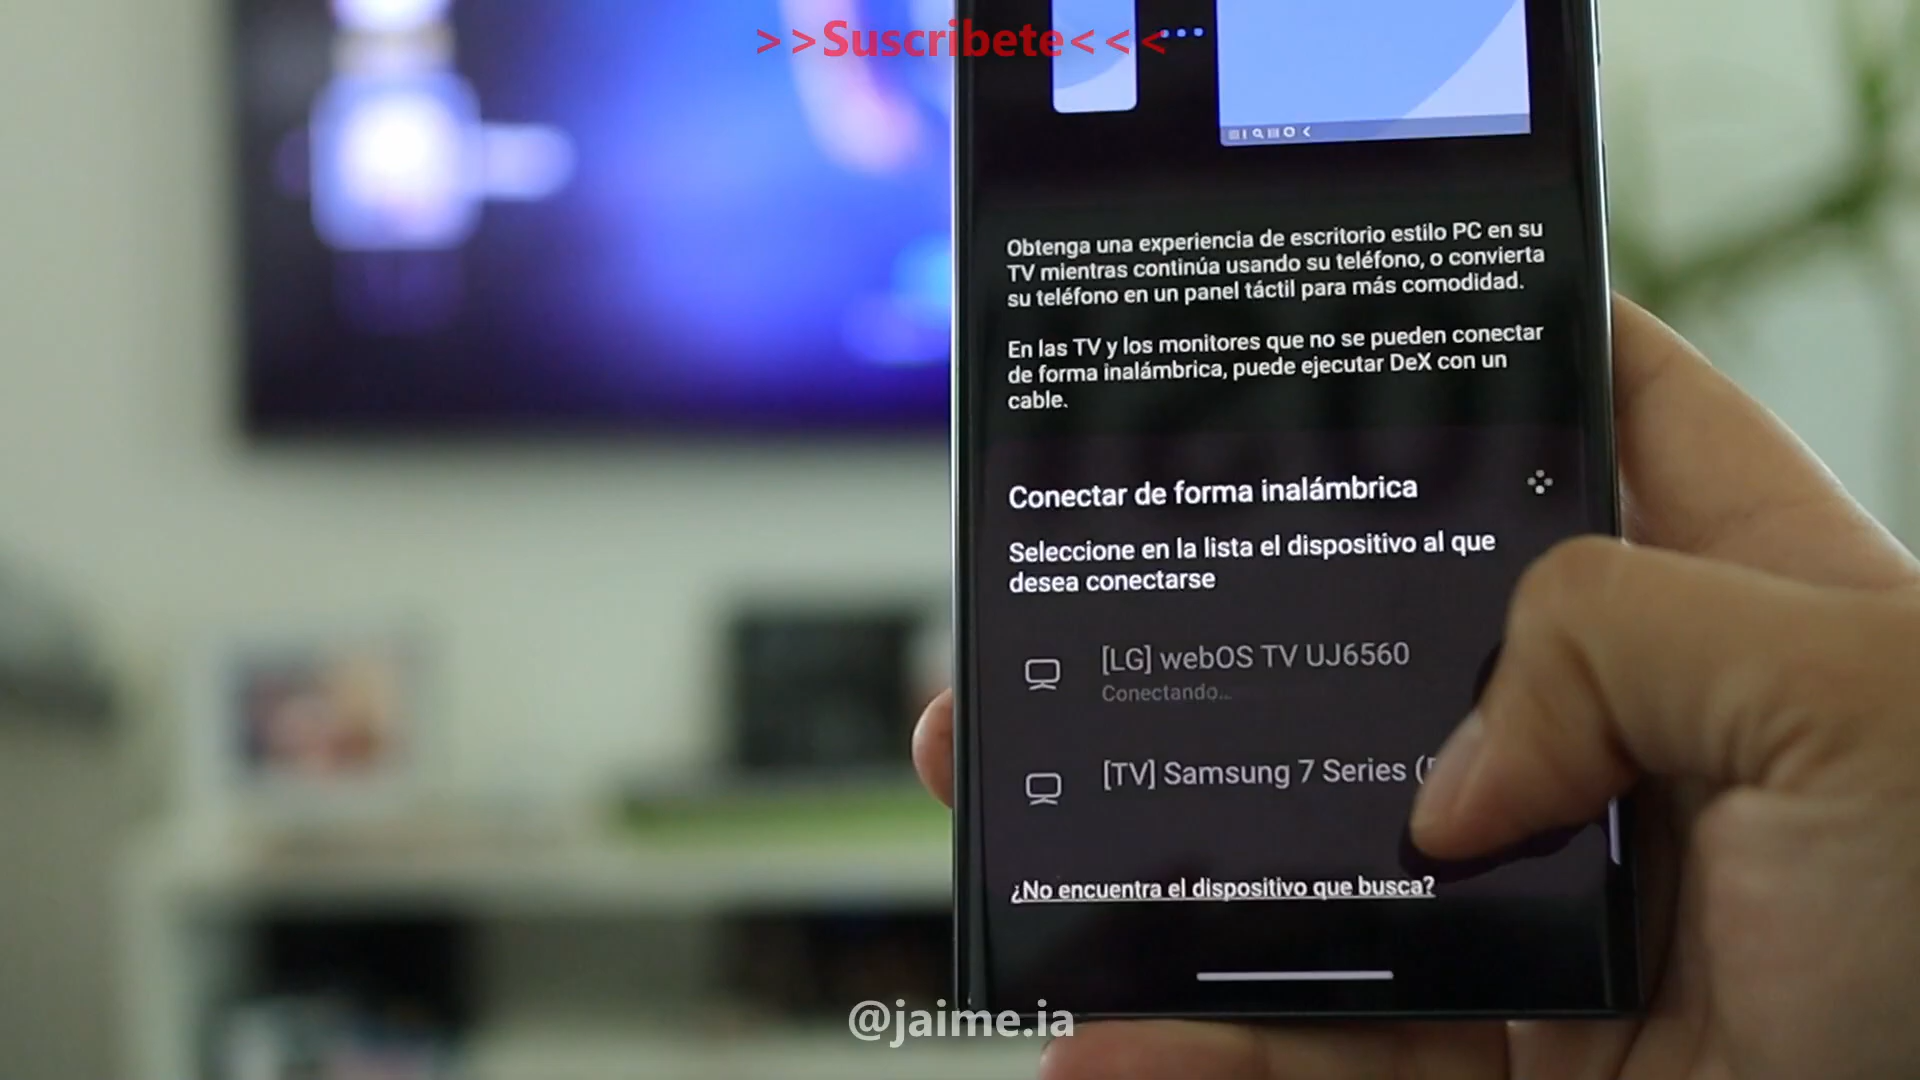 >>Suscribete<<<
Obtenga una experiencia de escritorio estilo PC en su
TV mientras continúa usando su teléfono, o convierta
su teléfono en un panel táctil para más comodidad.
En las TV y los monitores que no se pueden conectar
de forma inalámbrica, puede ejecutar DeX con un
cable.
Conectar de forma inalámbrica
Seleccione en la lista el dispositivo al que
desea conectarse
[LG] webOS TV UJ6560
Conectando...
[TV] Samsung 7 Series (
¿No encuentra el dispositivo que busca?
@jaime.ia